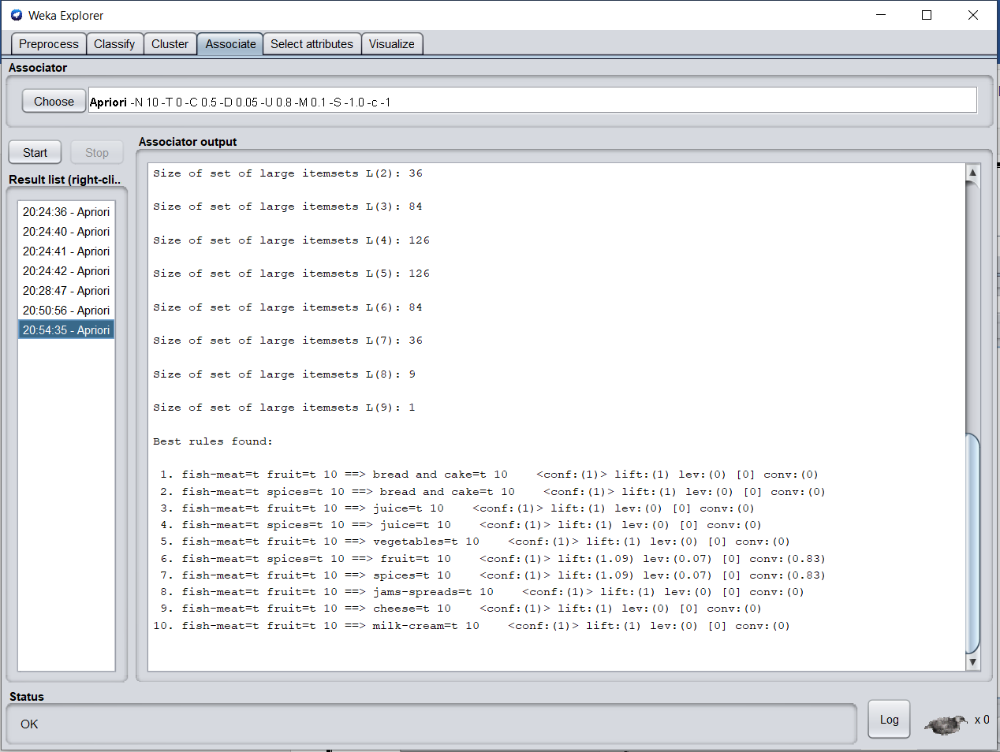 Weka Explorer
Preprocess Classify Cluster Associate Select attributes Visualize
Associator
Choose Apriori -N 10 -T 0 -C 0.5 -D 0.05 -U 0.8 -M 0.1 -S -1.0 -c -1
Start Stop
Associator output
Result list (right-cli..
20:24:36 - Apriori
20:24:40 - Apriori
20:24:41 - Apriori
20:24:42 - Apriori
20:28:47 - Apriori
20:50:56 - Apriori
20:54:35 - Apriori
Size of set of large itemsets L(2): 36
Size of set of large itemsets L(3): 84
Size of set of large itemsets L(4): 126
Size of set of large itemsets L(5): 126
Size of set of large itemsets L(6): 84
Size of set of large itemsets L(7): 36
Size of set of large itemsets L(8): 9
Size of set of large itemsets L(9): 1
Best rules found:
1. fish-meat=t fruit=t 10 ==> bread and cake=t 10 <conf:(1)> lift:(1) lev:(0) [0] conv:(0)
2. fish-meat=t spices=t 10 ==> bread and cake=t 10 <conf:(1)> lift:(1) lev:(0) [0] conv:(0)
3. fish-meat=t fruit=t 10 ==> juice=t 10 <conf:(1)> lift:(1) lev:(0) [0] conv:(0)
4. fish-meat=t spices=t 10 ==> juice=t 10 <conf:(1)> lift:(1) lev:(0) [0] conv:(0)
5. fish-meat=t fruit=t 10 ==> vegetables=t 10 <conf:(1)> lift:(1) lev:(0) [0] conv:(0)
6. fish-meat=t spices=t 10 ==> fruit=t 10 <conf:(1)> lift:(1.09) lev:(0.07) [0] conv:(0.83)
7. fish-meat=t fruit=t 10 ==> spices=t 10 <conf:(1)> lift:(1.09) lev:(0.07) [0] conv:(0.83)
8. fish-meat=t fruit=t 10 ==> jams-spreads=t 10 <conf:(1)> lift:(1) lev:(0) [0] conv:(0)
9. fish-meat=t fruit=t 10 ==> cheese=t 10 <conf:(1)> lift:(1) lev:(0) [0] conv:(0)
10. fish-meat=t fruit=t 10 ==> milk-cream=t 10 <conf:(1)> lift:(1) lev:(0) [0] conv:(0)
Status
OK
Log
x 0